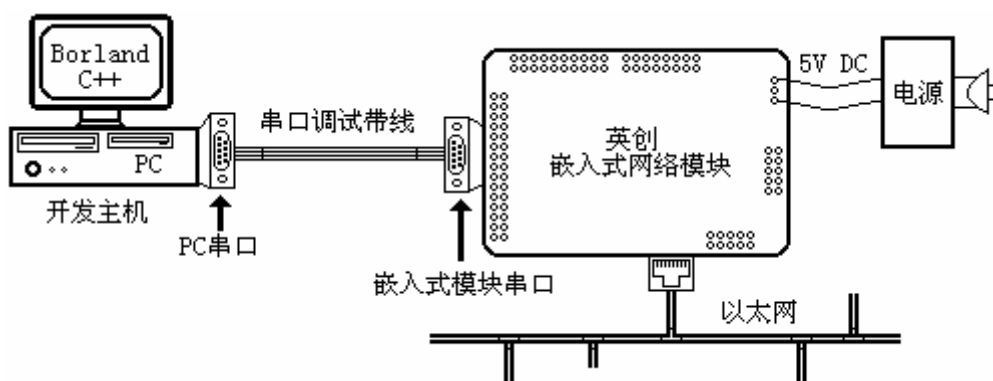 Borland
C++
PC
开发主机
PC串口
串口调试带线
嵌入式模块串口
英创
嵌入式网络模块
5V DC
电源
以太网